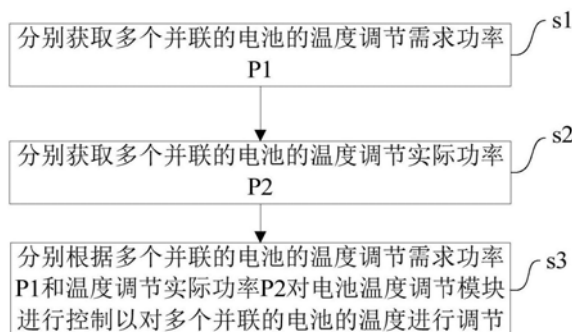 分别获取多个并联的电池的温度调节需求功率
P1
s1
分别获取多个并联的电池的温度调节实际功率
P2
s2
分别根据多个并联的电池的温度调节需求功率
P1和温度调节实际功率P2对电池温度调节模块
进行控制以对多个并联的电池的温度进行调节
s3